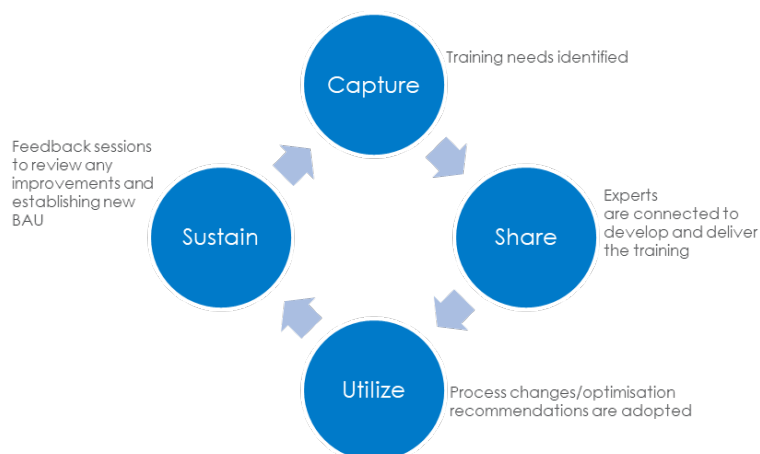 Capture
Training needs identified
Share
Experts
are connected to
develop and deliver
the training
Utilize
Process changes/optimisation
recommendations are adopted
Sustain
Feedback sessions
to review any
improvements and
establishing new
BAU